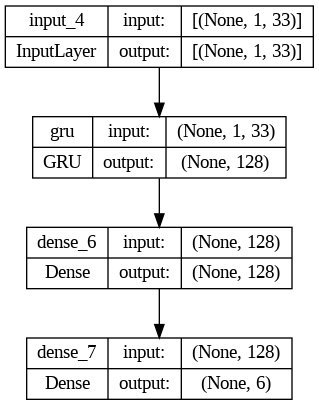 input_4 input: [(None, 1, 33)]
InputLayer output: [(None, 1, 33)]
gru input: (None, 1, 33)
GRU output: (None, 128)
dense_6 input: (None, 128)
Dense output: (None, 128)
dense_7 input: (None, 128)
Dense output: (None, 6)